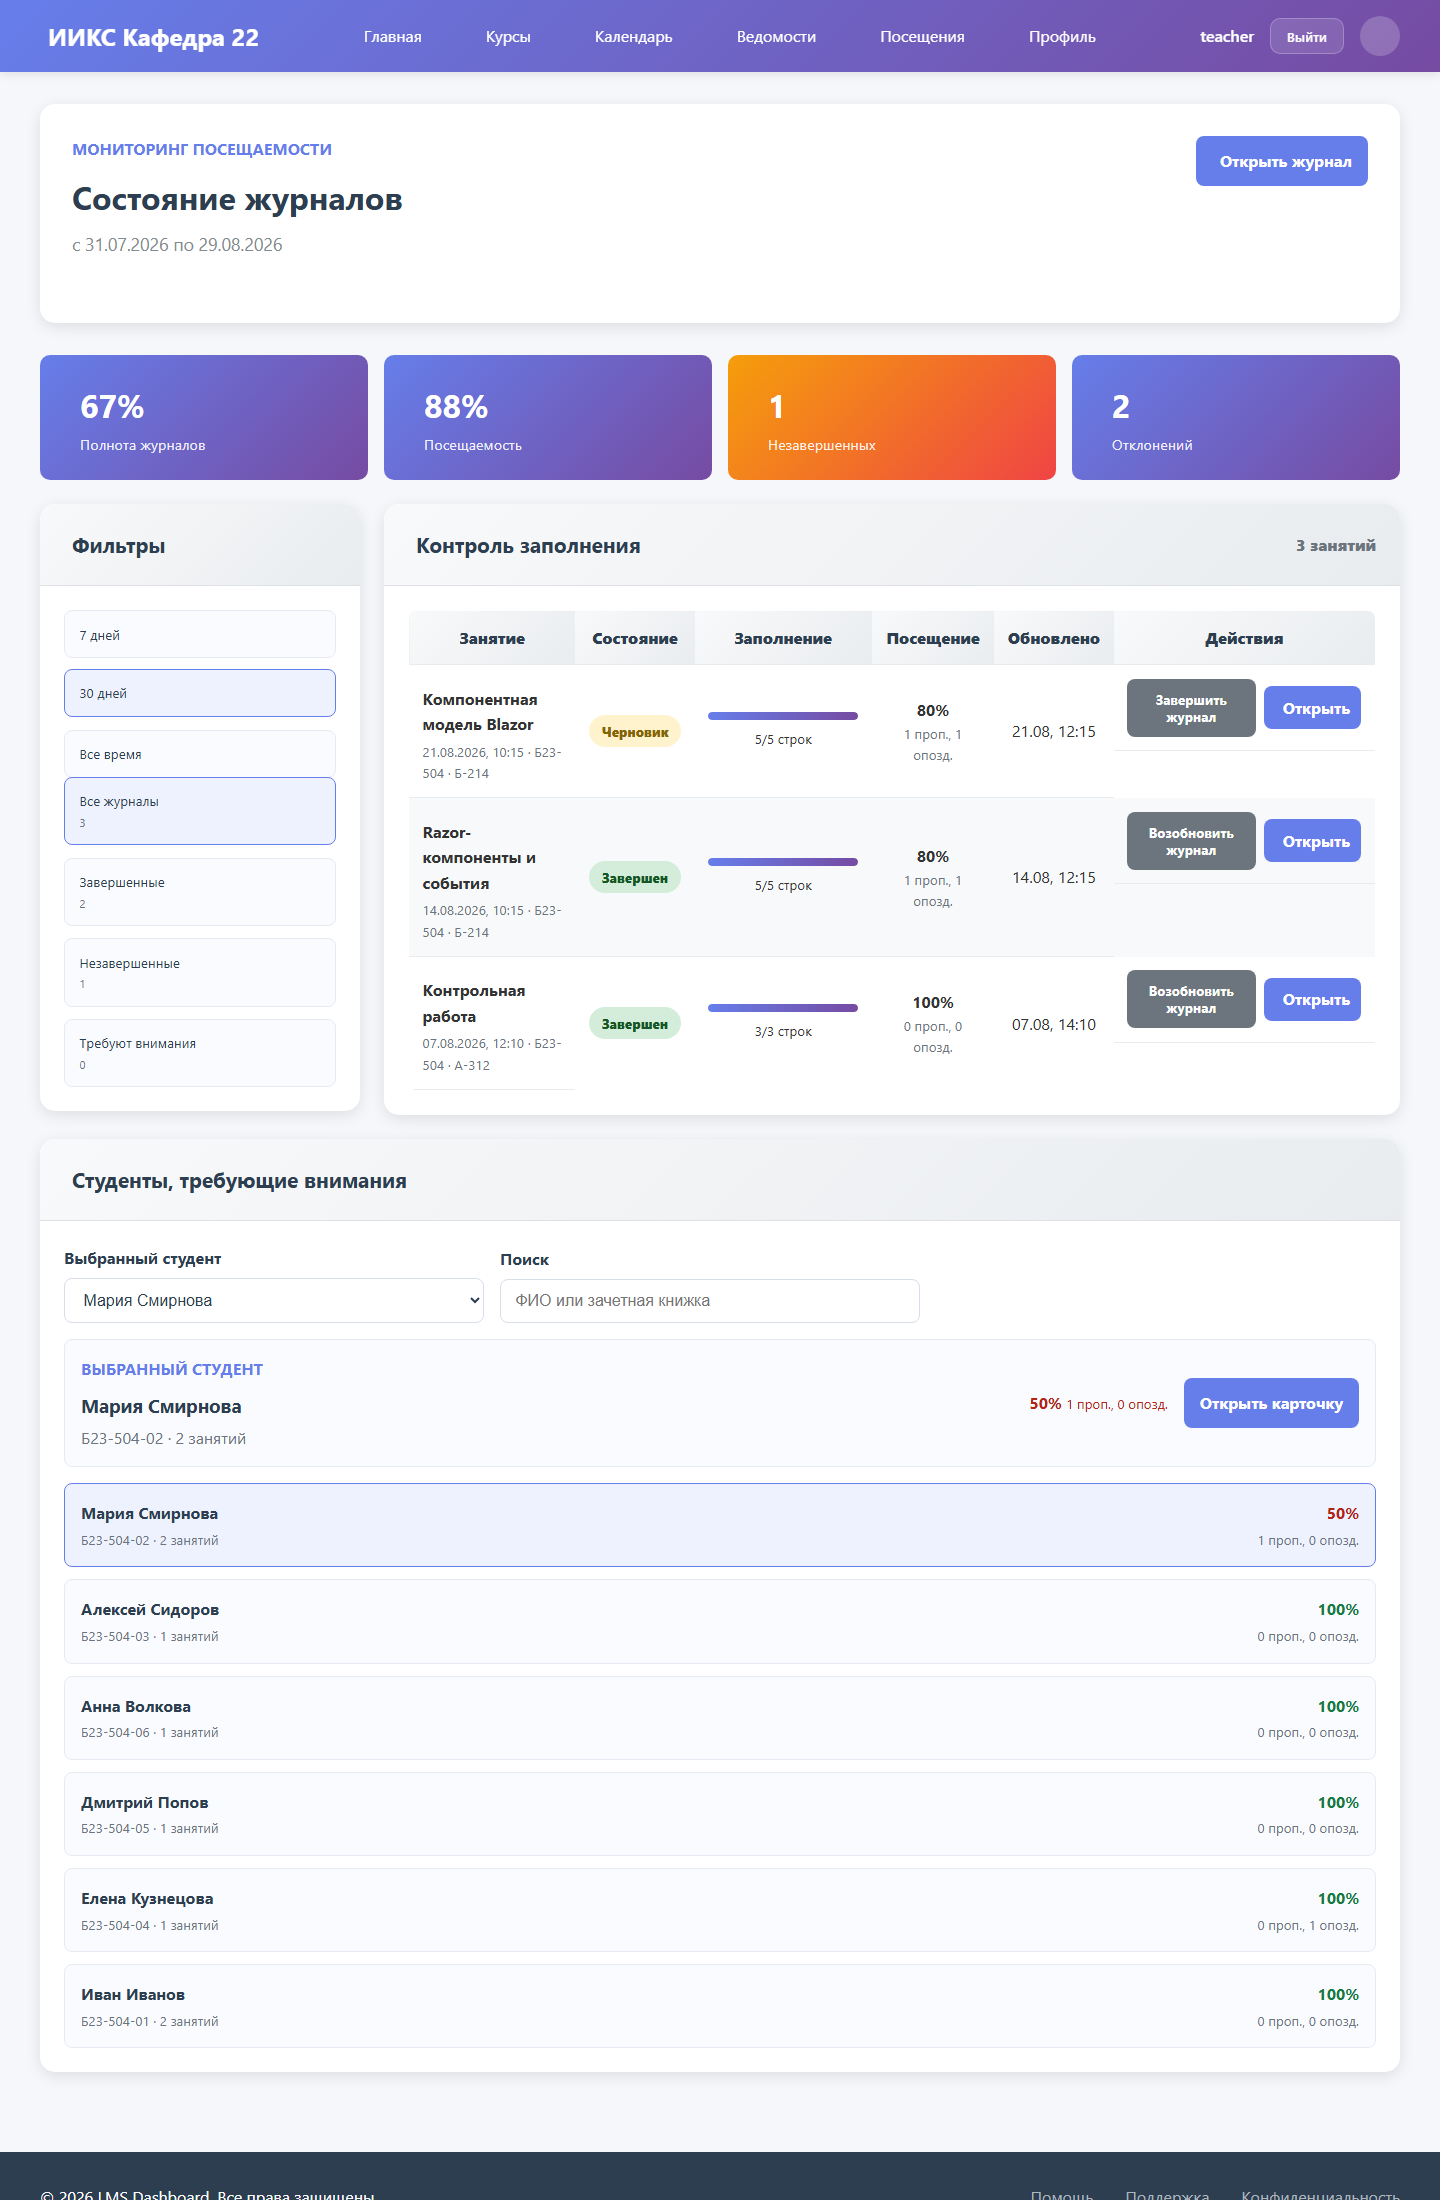 ИИКС Кафедра 22
Главная
Курсы
Календарь
Ведомости
Посещения
Профиль
teacher
Выйти
МОНИТОРИНГ ПОСЕЩАЕМОСТИ
Открыть журнал
Состояние журналов
с 31.07.2026 по 29.08.2026
67%
Полнота журналов
88%
Посещаемость
1
Незавершенных
2
Отклонений
Фильтры
7 дней
30 дней
Все время
Все журналы
3
Завершенные
2
Незавершенные
1
Требуют внимания
0
Контроль заполнения
3 занятий
Занятие
Состояние
Заполнение
Посещение
Обновлено
Действия
Компонентная
модель Blazor
21.08.2026, 10:15 · Б23-
504 · Б-214
Черновик
5/5 строк
80%
1 проп., 1
опозд.
21.08, 12:15
Завершить
журнал
Открыть
Razor-
компоненты и
события
14.08.2026, 10:15 · Б23-
504 · Б-214
Завершен
5/5 строк
80%
1 проп., 1
опозд.
14.08, 12:15
Возобновить
журнал
Открыть
Контрольная
работа
07.08.2026, 12:10 · Б23-
504 · А-312
Завершен
3/3 строк
100%
0 проп., 0
опозд.
07.08, 14:10
Возобновить
журнал
Открыть
Студенты, требующие внимания
Выбранный студент
Мария Смирнова
Поиск
ФИО или зачетная книжка
ВЫБРАННЫЙ СТУДЕНТ
Мария Смирнова
Б23-504-02 · 2 занятий
50% 1 проп., 0 опозд.
Открыть карточку
Мария Смирнова
Б23-504-02 · 2 занятий
50%
1 проп., 0 опозд.
Алексей Сидоров
Б23-504-03 · 1 занятий
100%
0 проп., 0 опозд.
Анна Волкова
Б23-504-06 · 1 занятий
100%
0 проп., 0 опозд.
Дмитрий Попов
Б23-504-05 · 1 занятий
100%
0 проп., 0 опозд.
Елена Кузнецова
Б23-504-04 · 1 занятий
100%
0 проп., 1 опозд.
Иван Иванов
Б23-504-01 · 2 занятий
100%
0 проп., 0 опозд.
© 2026 LMS Dashboard. Все права защищены
Помощь
Поддержка
Конфиденциальность